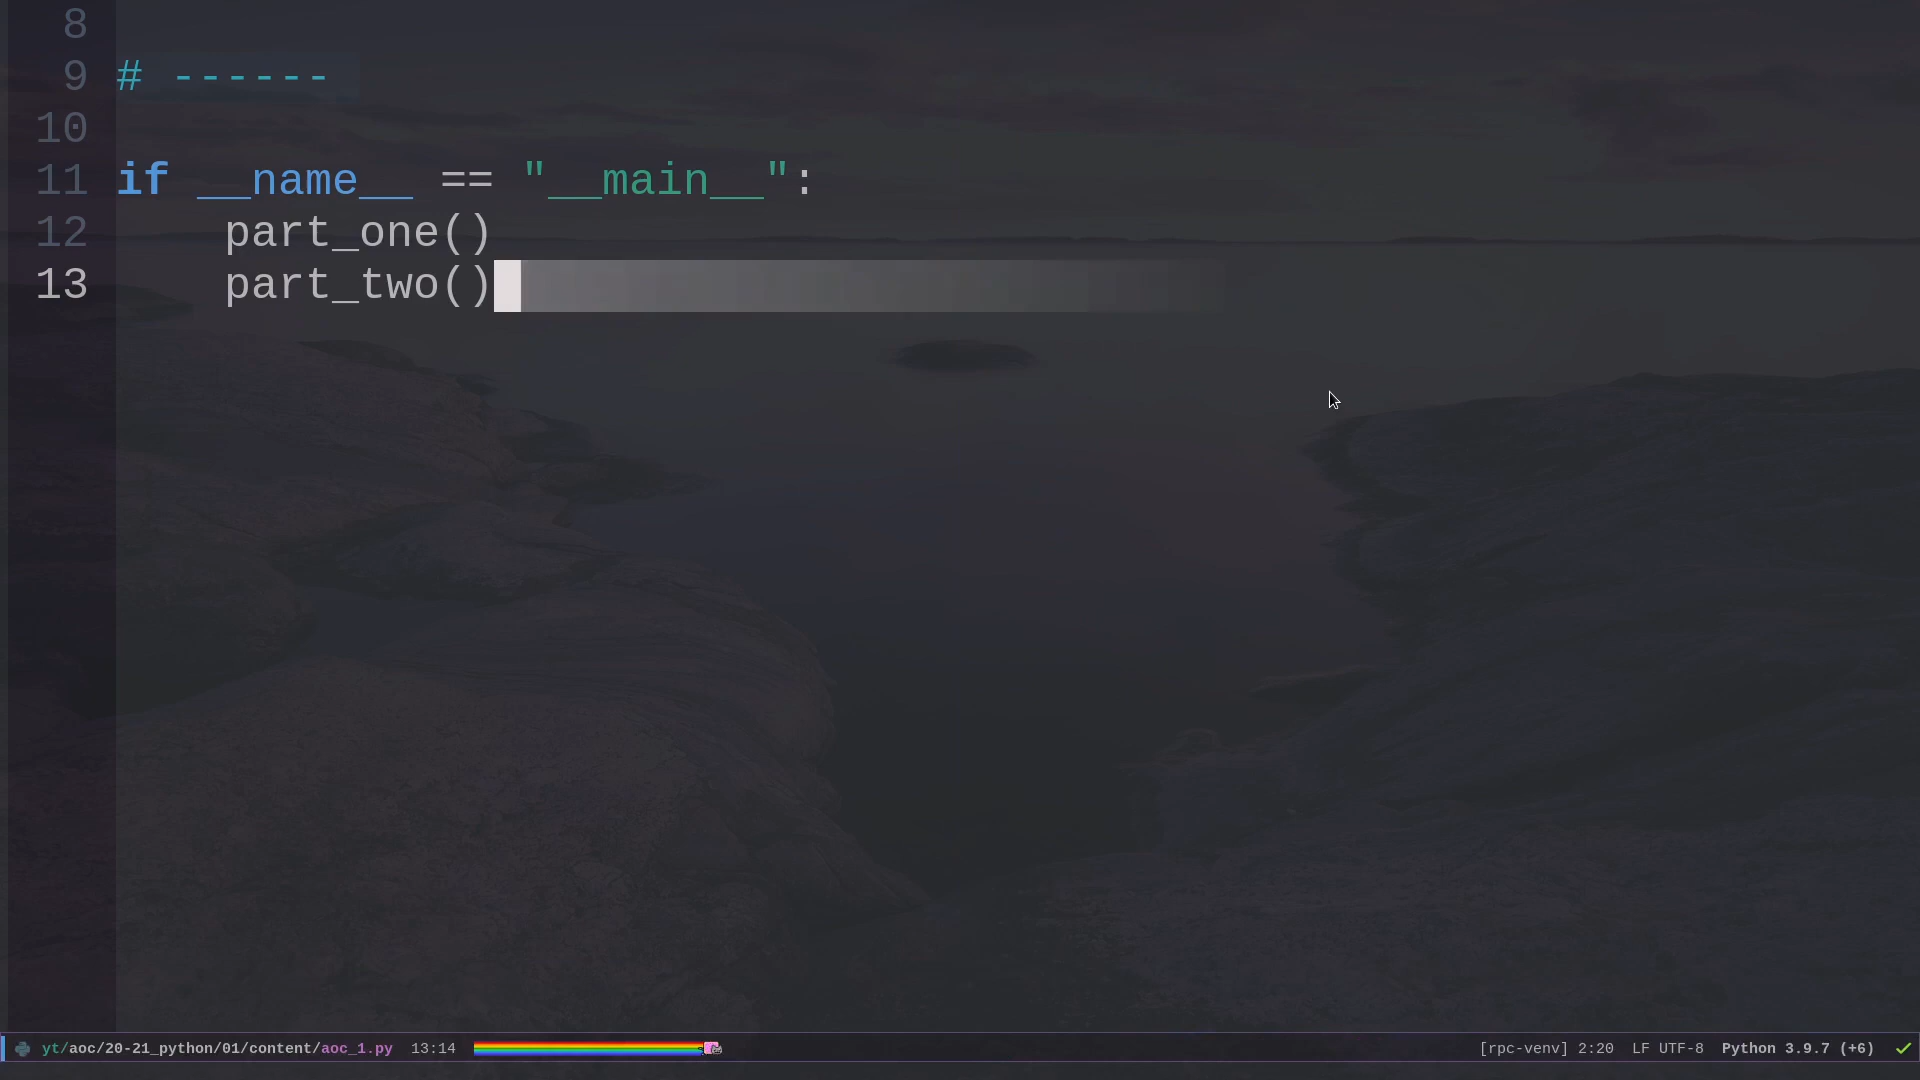 8
9 # ------
10
11 if __name__ == "__main__":
12 part_one()
13 part_two()
yt/aoc/20-21_python/01/content/aoc_1.py 13:14 [rpc-venv] 2:20 LF UTF-8 Python 3.9.7 (+6)